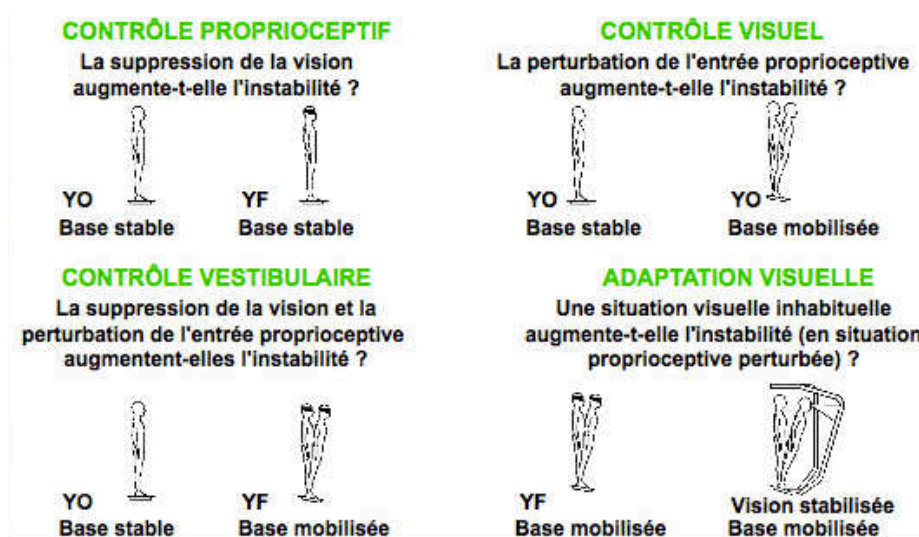 CONTRÔLE PROPRIOCEPTIF
La suppression de la vision
augmente-t-elle l'instabilité ?
YO
YF
Base stable
Base stable
CONTRÔLE VISUEL
La perturbation de l'entrée proprioceptive
augmente-t-elle l'instabilité ?
YO
YO
Base stable
Base mobilisée
CONTRÔLE VESTIBULAIRE
La suppression de la vision et la
perturbation de l'entrée proprioceptive
augmentent-elles l'instabilité ?
YO
YF
Base stable
Base mobilisée
ADAPTATION VISUELLE
Une situation visuelle inhabituelle
augmente-t-elle l'instabilité (en situation
proprioceptive perturbée) ?
YF
Vision stabilisée
Base mobilisée
Base mobilisée